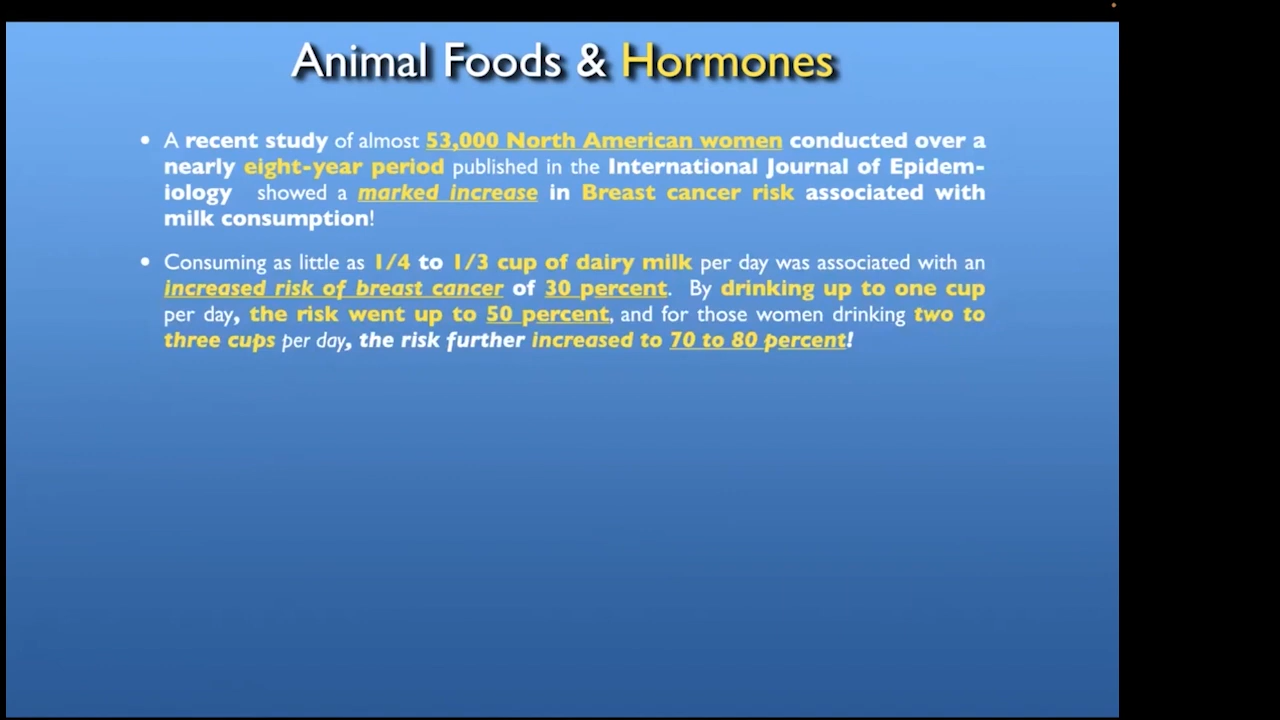 Animal Foods & Hormones
• A recent study of almost 53,000 North American women conducted over a
nearly eight-year period published in the International Journal of Epidem-
iology showed a marked increase in Breast cancer risk associated with
milk consumption!
• Consuming as little as 1/4 to 1/3 cup of dairy milk per day was associated with an
increased risk of breast cancer of 30 percent. By drinking up to one cup
per day, the risk went up to 50 percent, and for those women drinking two to
three cups per day, the risk further increased to 70 to 80 percent!